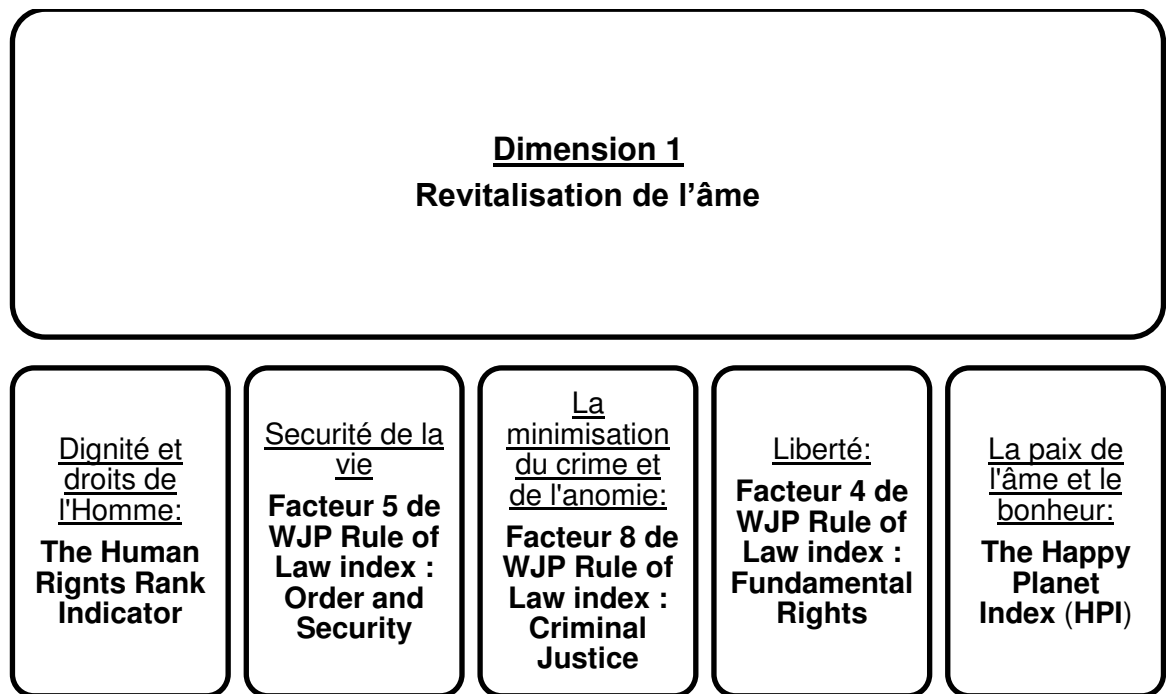 Dimension 1
Revitalisation de l’âme
Dignité et
droits de
l'Homme:
The Human
Rignts Rank
Indicator
Securité de la
vie
Facteur 5 de
WJP Rule of
Law index :
Order and
Security
La
minimisation
du crime et
de l'anomie:
Facteur 8 de
WJP Rule of
Law index :
Criminal
Justice
Liberté:
Facteur 4 de
WJP Rule of
Law index :
Fundamental
Rights
La paix de
l'âme et le
bonheur:
The Happy
Planet
Index (HPI)